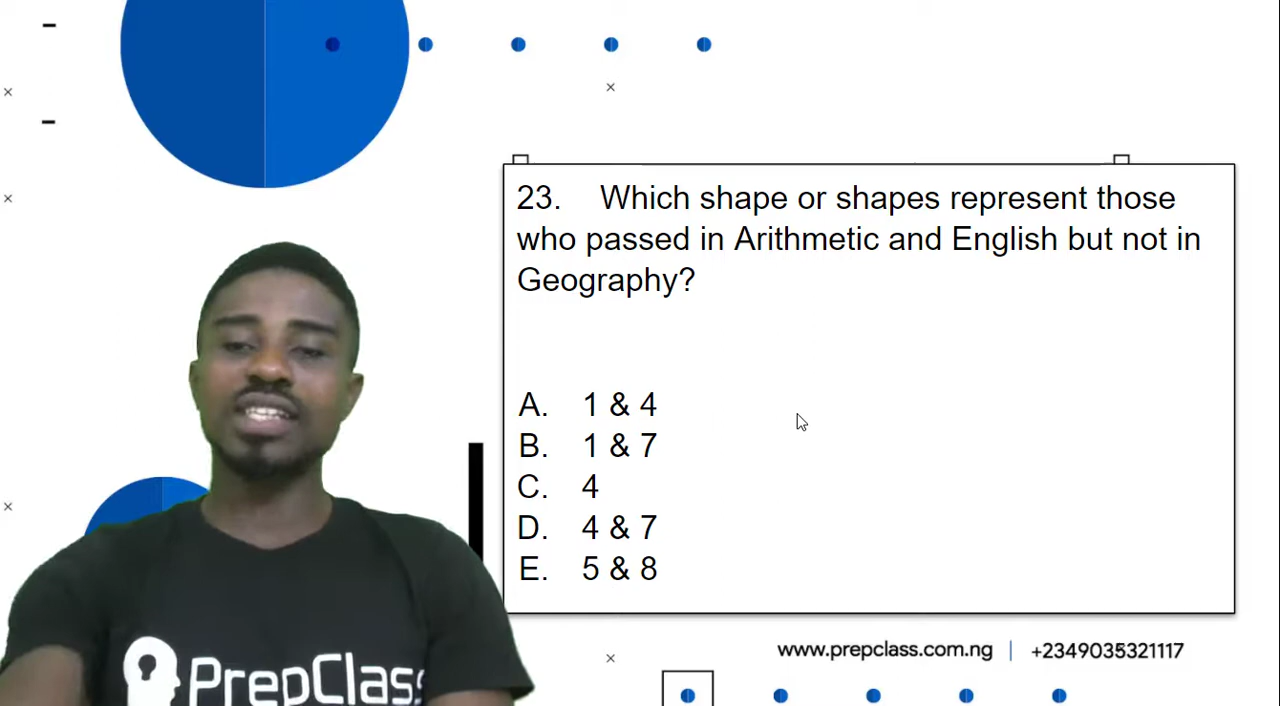 23. Which shape or shapes represent those
who passed in Arithmetic and English but not in
Geography?
A. 1 & 4
B. 1 & 7
C. 4
D. 4 & 7
E. 5 & 8
www.prepclass.com.ng | +2349035321117
PrepClass